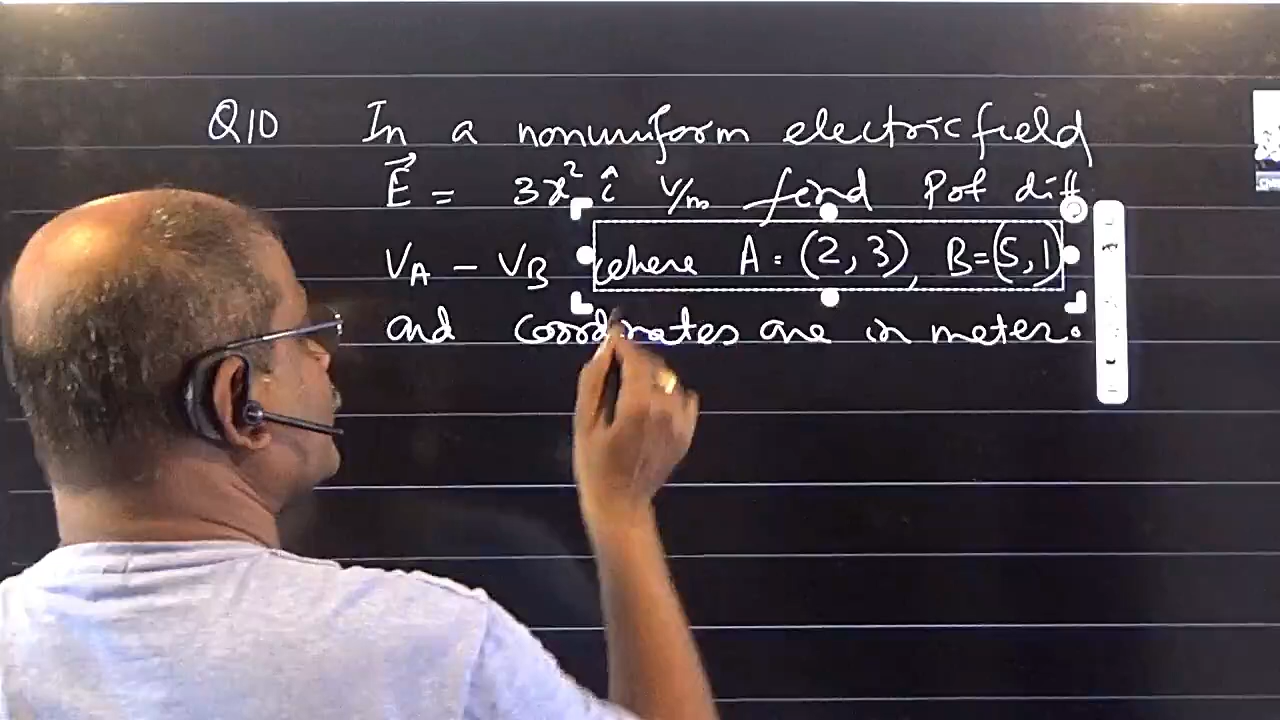 Q10 In a nonuniform electric field
E⃗ = 3x² î V/m find Pot diff
VA - VB where A = (2, 3), B = (5, 1)
and coordinates are in meter.